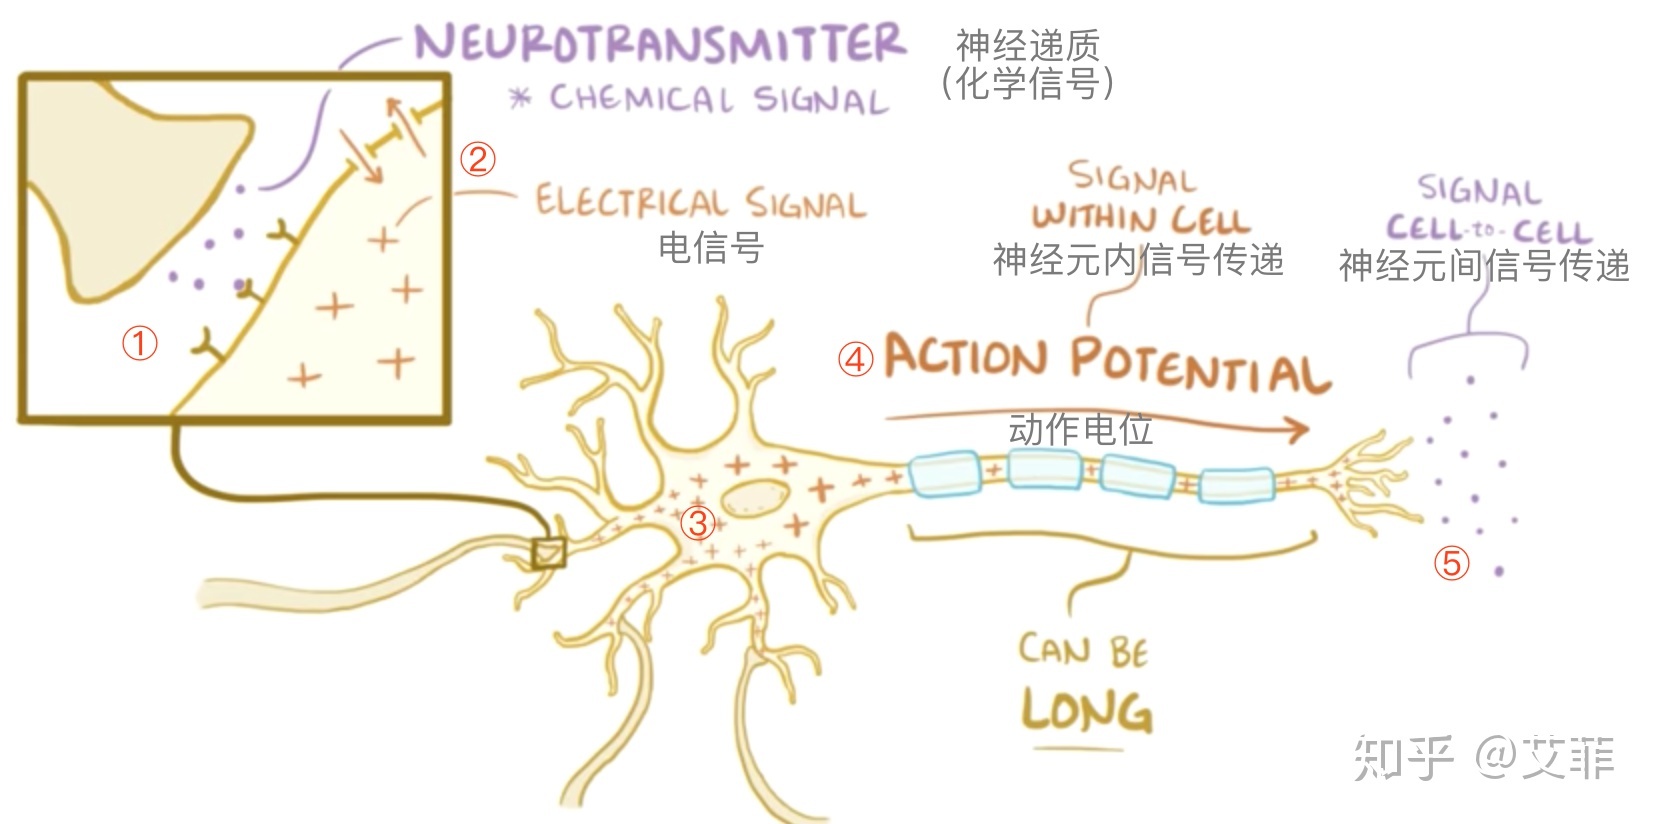 NEUROTRANSMITTER
* CHEMICAL SIGNAL
神经递质
(化学信号)
①
②
ELECTRICAL SIGNAL
电信号
SIGNAL
WITHIN CELL
神经元内信号传递
SIGNAL
CELL-to-CELL
神经元间信号传递
③
④
ACTION POTENTIAL
动作电位
⑤
CAN BE
LONG
知乎 @艾菲